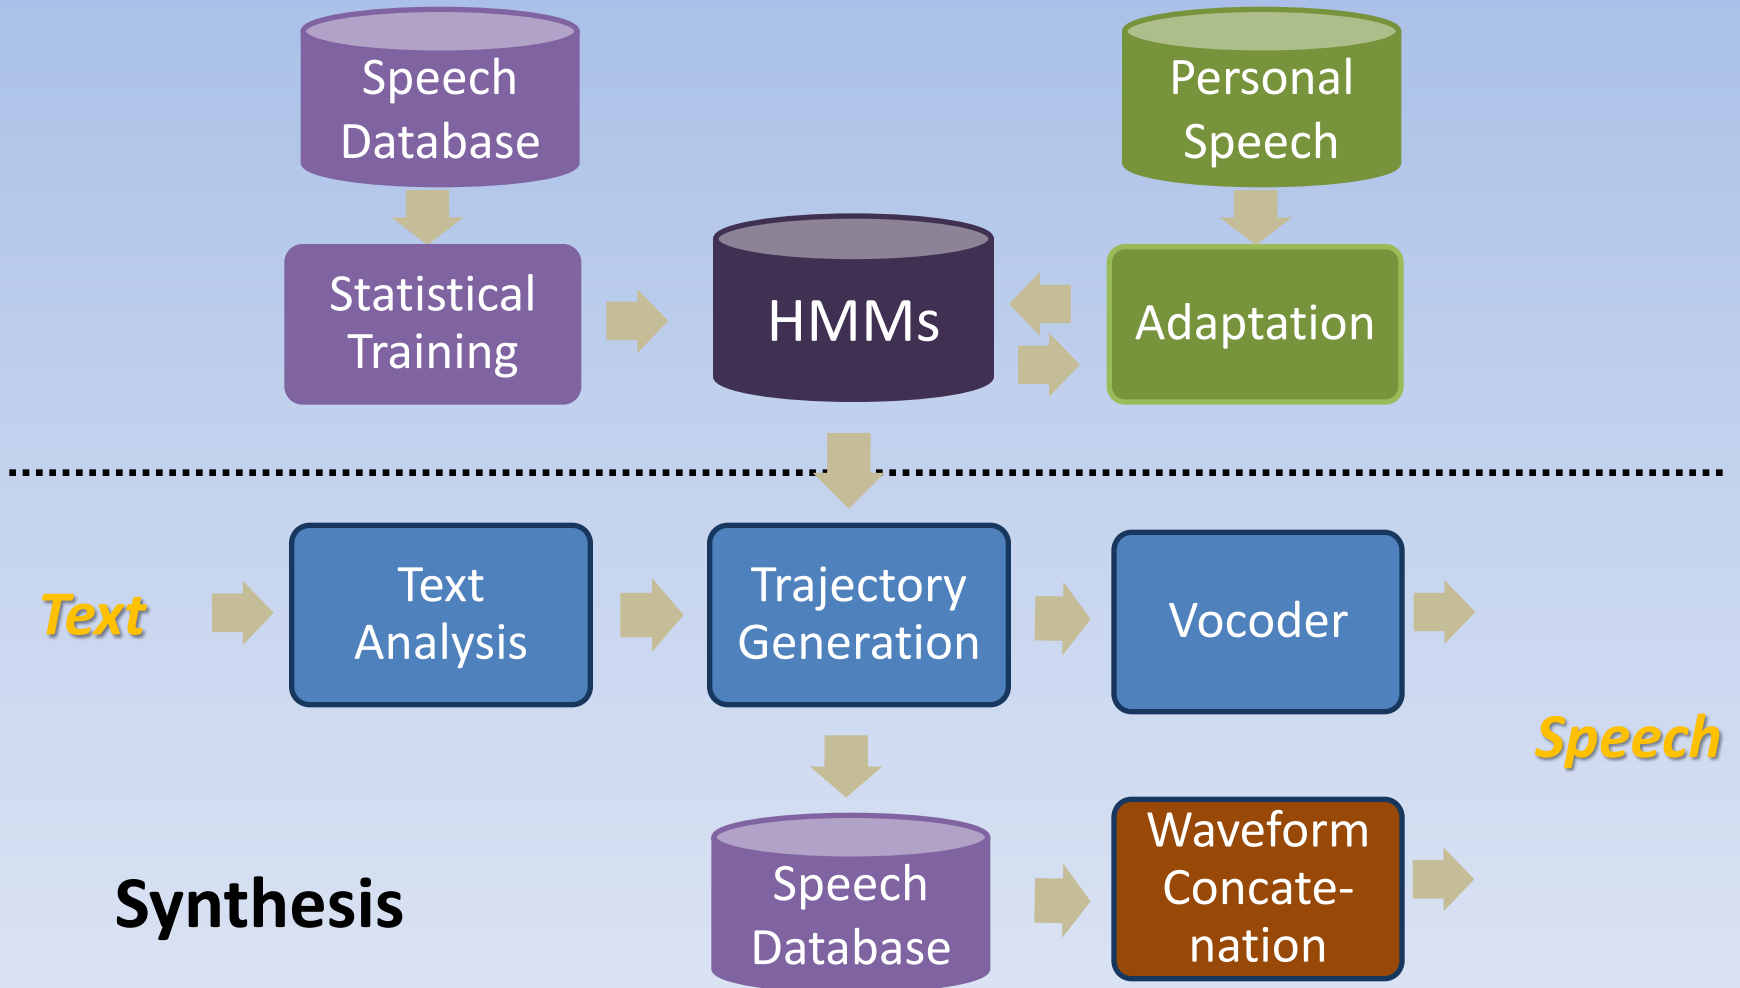 Speech
Database
Personal
Speech
Statistical
Training
HMMs
Adaptation
Text
Text
Analysis
Trajectory
Generation
Vocoder
Speech
Synthesis
Speech
Database
Waveform
Concate-
nation